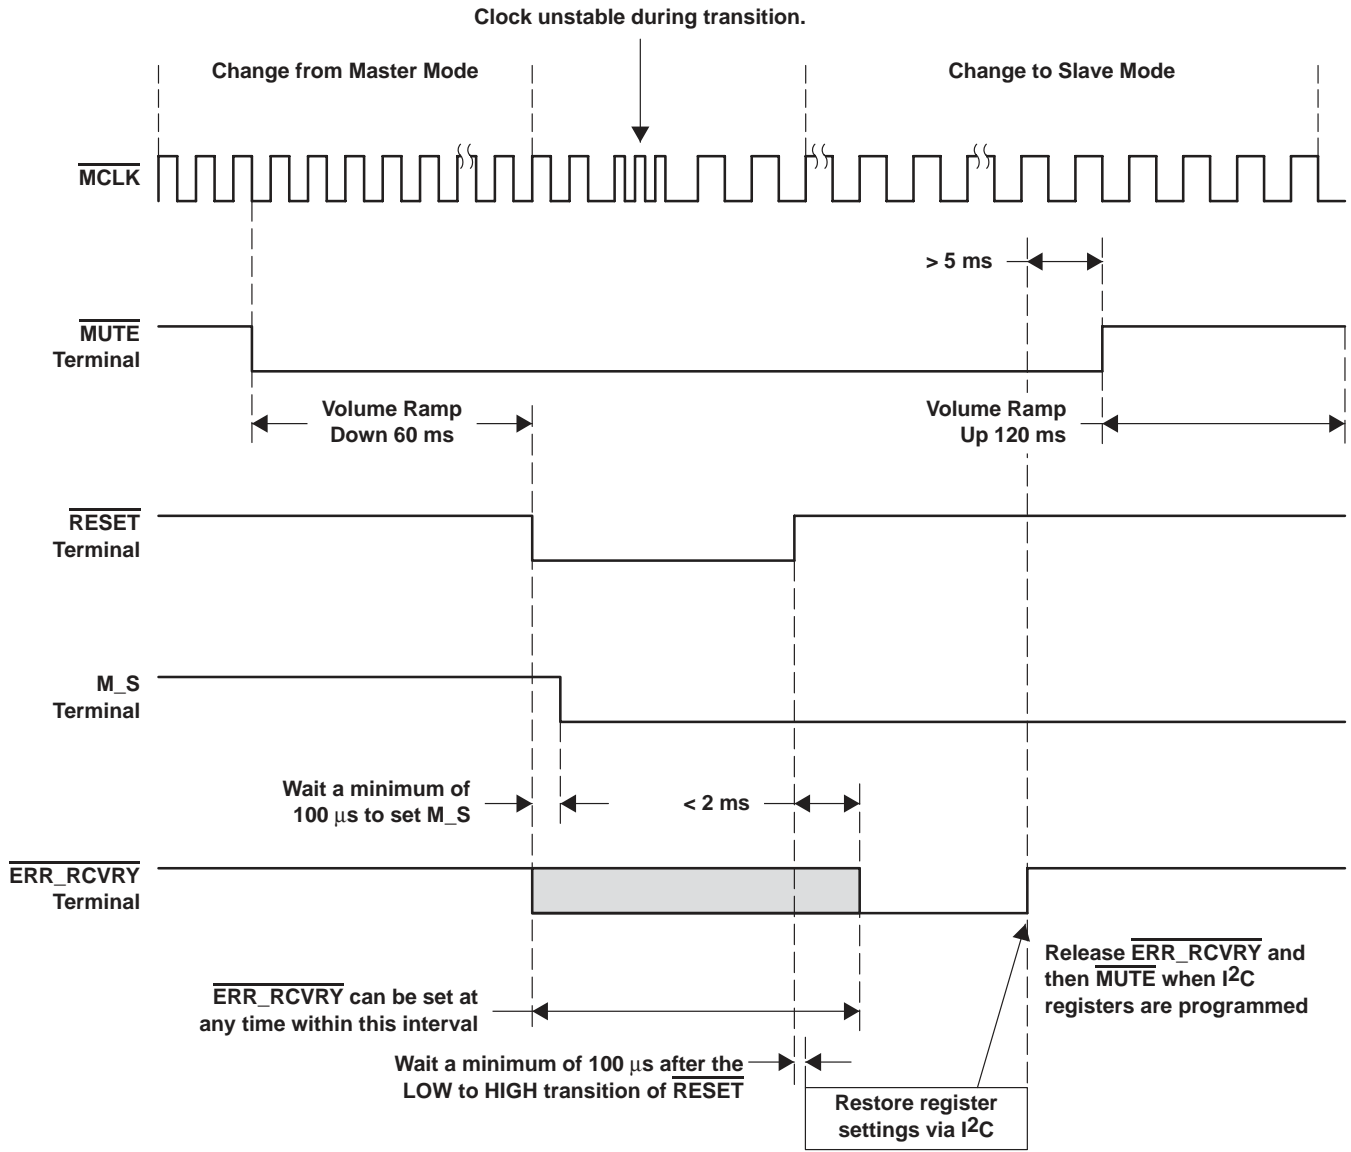 Clock unstable during transition.
Change from Master Mode
Change to Slave Mode
MCLK
> 5 ms
MUTE
Terminal
Volume Ramp
Down 60 ms
Volume Ramp
Up 120 ms
RESET
Terminal
M_S
Terminal
Wait a minimum of
100 μs to set M_S
< 2 ms
ERR_RCVRY
Terminal
Release ERR_RCVRY and
then MUTE when I²C
registers are programmed
ERR_RCVRY can be set at
any time within this interval
Wait a minimum of 100 μs after the
LOW to HIGH transition of RESET
Restore register
settings via I²C